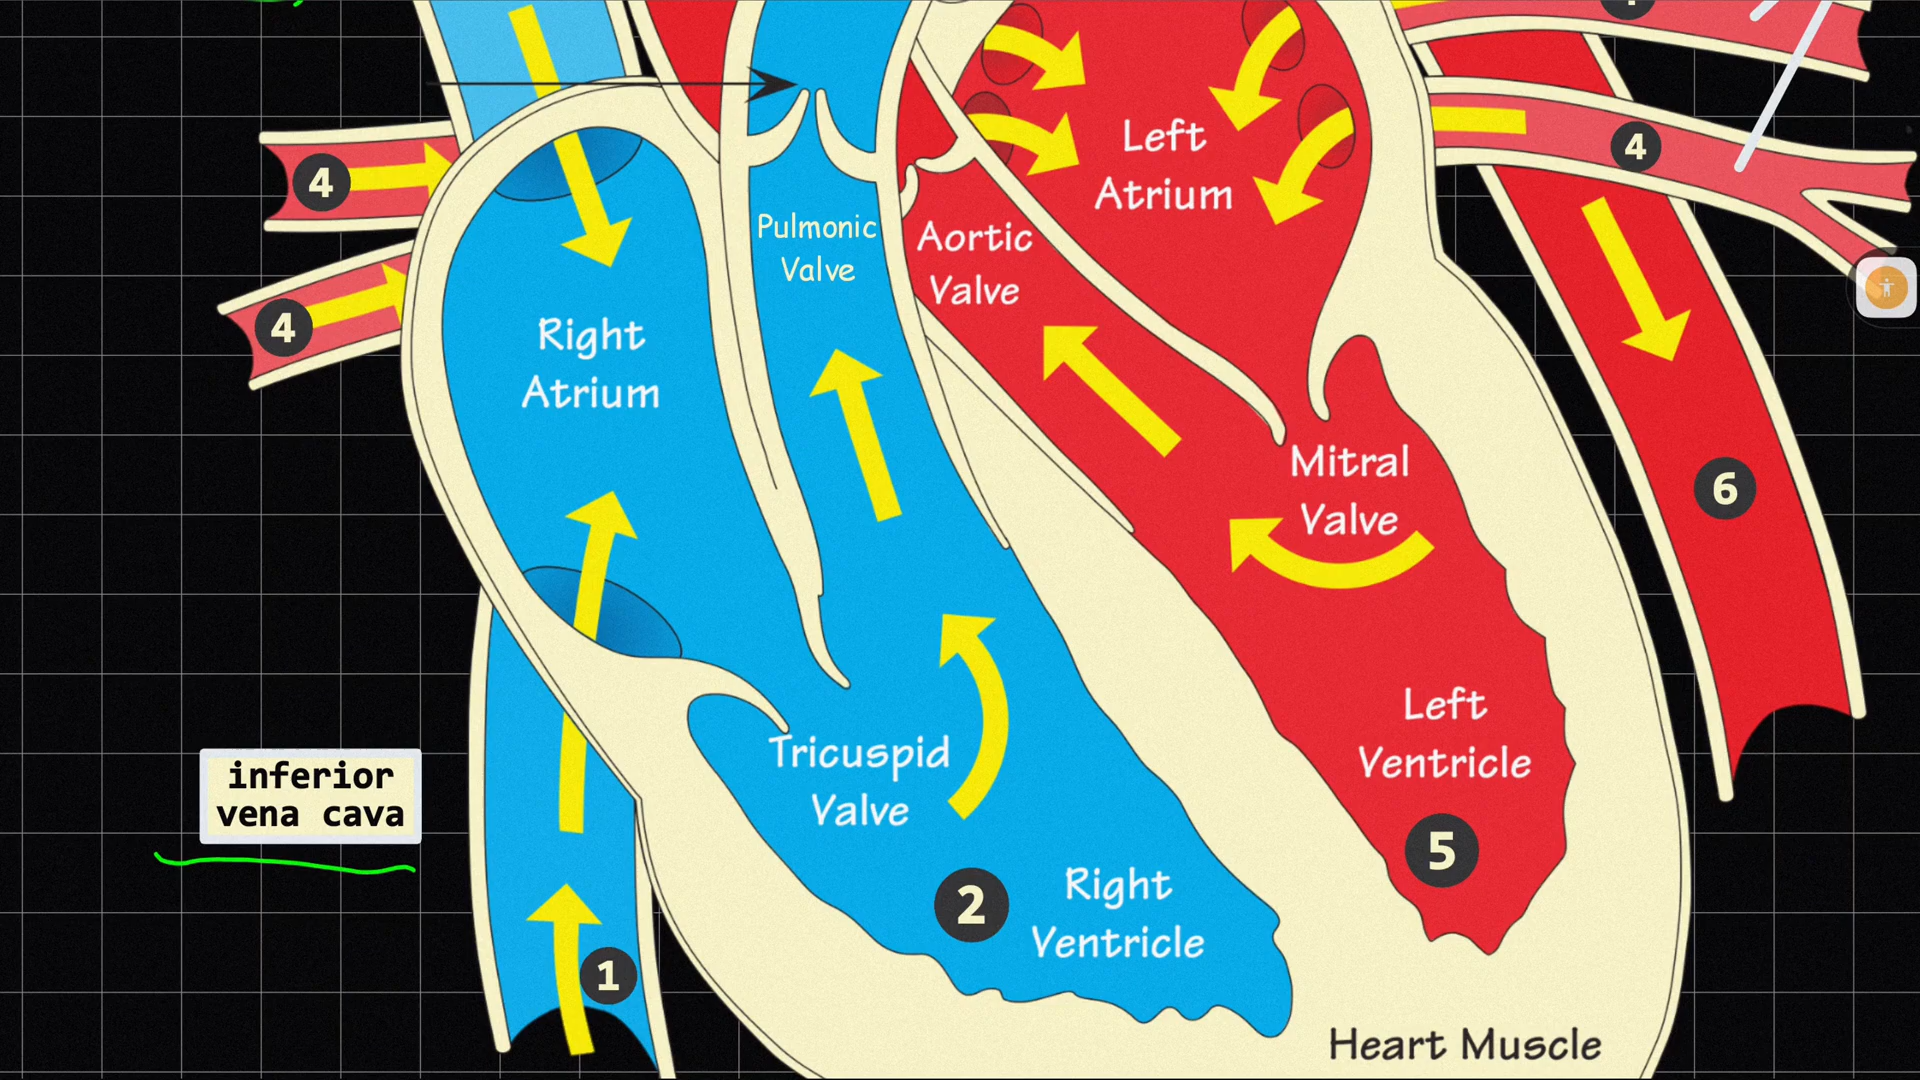 4
4
4
Left
Atrium
Pulmonic
Valve
Aortic
Valve
Right
Atrium
Mitral
Valve
6
Left
Ventricle
Tricuspid
Valve
inferior
vena cava
5
2
Right
Ventricle
1
Heart Muscle